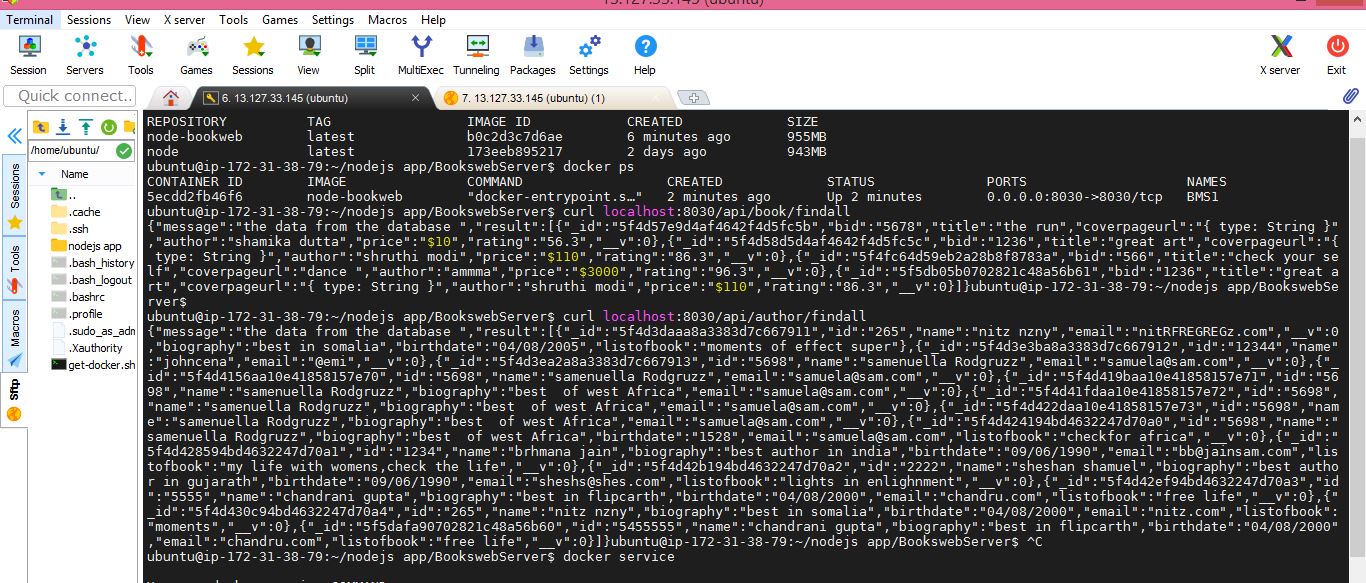 13.127.33.145 (ubuntu)
Terminal Sessions View X server Tools Games Settings Macros Help
Session Servers Tools Games Sessions View Split MultiExec Tunneling Packages Settings Help X server Exit
Quick connect...
6. 13.127.33.145 (ubuntu)
7. 13.127.33.145 (ubuntu) (1)
/home/ubuntu/
Name
..
.cache
.ssh
nodejs app
.bash_history
.bash_logout
.bashrc
.profile
.sudo_as_adm
.Xauthority
get-docker.sh
Sessions
Tools
Macros
Sftp
REPOSITORY TAG IMAGE ID CREATED SIZE
node-bookweb latest b0c2d3c7d6ae 6 minutes ago 955MB
node latest 173eeb895217 2 days ago 943MB
ubuntu@ip-172-31-38-79:~/nodejs app/BookswebServer$ docker ps
CONTAINER ID IMAGE COMMAND CREATED STATUS PORTS NAMES
5ecdd2fb46f6 node-bookweb "docker-entrypoint.s…" 2 minutes ago Up 2 minutes 0.0.0.0:8030->8030/tcp BMS1
ubuntu@ip-172-31-38-79:~/nodejs app/BookswebServer$ curl localhost:8030/api/book/findall
{"message":"the data from the database ","result":[{"_id":"5f4d57e9d4af4642f4d5fc5b","bid":"5678","title":"the run","coverpageurl":"{ type: String }"
,"author":"shamika dutta","price":"$10","rating":"56.3","__v":0},{"_id":"5f4d58d5d4af4642f4d5fc5c","bid":"1236","title":"great art","coverpageurl":"{
 type: String }","author":"shruthi modi","price":"$110","rating":"86.3","__v":0},{"_id":"5f4fc64d59eb2a28b8f8783a","bid":"566","title":"check your se
lf","coverpageurl":"dance ","author":"ammma","price":"$3000","rating":"96.3","__v":0},{"_id":"5f5db05b0702821c48a56b61","bid":"1236","title":"great a
rt","coverpageurl":"{ type: String }","author":"shruthi modi","price":"$110","rating":"86.3","__v":0}]}ubuntu@ip-172-31-38-79:~/nodejs app/BookswebSe
rver$
ubuntu@ip-172-31-38-79:~/nodejs app/BookswebServer$ curl localhost:8030/api/author/findall
{"message":"the data from the database ","result":[{"_id":"5f4d3daaa8a3383d7c667911","id":"265","name":"nitz nzny","email":"nitRFREGREGz.com","__v":0
,"biography":"best in somalia","birthdate":"04/08/2005","listofbook":"moments of effect super"},{"_id":"5f4d3e3ba8a3383d7c667912","id":"12344","name"
:"johncena","email":"@emi","__v":0},{"_id":"5f4d3ea2a8a3383d7c667913","id":"5698","name":"samenuella Rodgruzz","email":"samuela@sam.com","__v":0},{"_
id":"5f4d4156aa10e41858157e70","id":"5698","name":"samenuella Rodgruzz","email":"samuela@sam.com","__v":0},{"_id":"5f4d419baa10e41858157e71","id":"56
98","name":"samenuella Rodgruzz","biography":"best  of west Africa","email":"samuela@sam.com","__v":0},{"_id":"5f4d41fdaa10e41858157e72","id":"5698",
"name":"samenuella Rodgruzz","biography":"best  of west Africa","email":"samuela@sam.com","__v":0},{"_id":"5f4d422daa10e41858157e73","id":"5698","nam
e":"samenuella Rodgruzz","biography":"best  of west Africa","email":"samuela@sam.com","__v":0},{"_id":"5f4d424194bd4632247d70a0","id":"5698","name":"
samenuella Rodgruzz","biography":"best  of west Africa","birthdate":"1528","email":"samuela@sam.com","listofbook":"checkfor africa","__v":0},{"_id":"
5f4d428594bd4632247d70a1","id":"1234","name":"brhmana jain","biography":"best author in india","birthdate":"09/06/1990","email":"bb@jainsam.com","lis
tofbook":"my life with womens,check the life","__v":0},{"_id":"5f4d42b194bd4632247d70a2","id":"2222","name":"sheshan shamuel","biography":"best autho
r in gujarath","birthdate":"09/06/1990","email":"sheshs@shes.com","listofbook":"lights in enlighnment","__v":0},{"_id":"5f4d42ef94bd4632247d70a3","id
":"5555","name":"chandrani gupta","biography":"best in flipcarth","birthdate":"04/08/2000","email":"chandru.com","listofbook":"free life","__v":0},{"
_id":"5f4d430c94bd4632247d70a4","id":"265","name":"nitz nzny","biography":"best in somalia","birthdate":"04/08/2000","email":"nitz.com","listofbook":
"moments","__v":0},{"_id":"5f5dafa90702821c48a56b60","id":"5455555","name":"chandrani gupta","biography":"best in flipcarth","birthdate":"04/08/2000"
,"email":"chandru.com","listofbook":"free life","__v":0}]}ubuntu@ip-172-31-38-79:~/nodejs app/BookswebServer$ ^C
ubuntu@ip-172-31-38-79:~/nodejs app/BookswebServer$ docker service